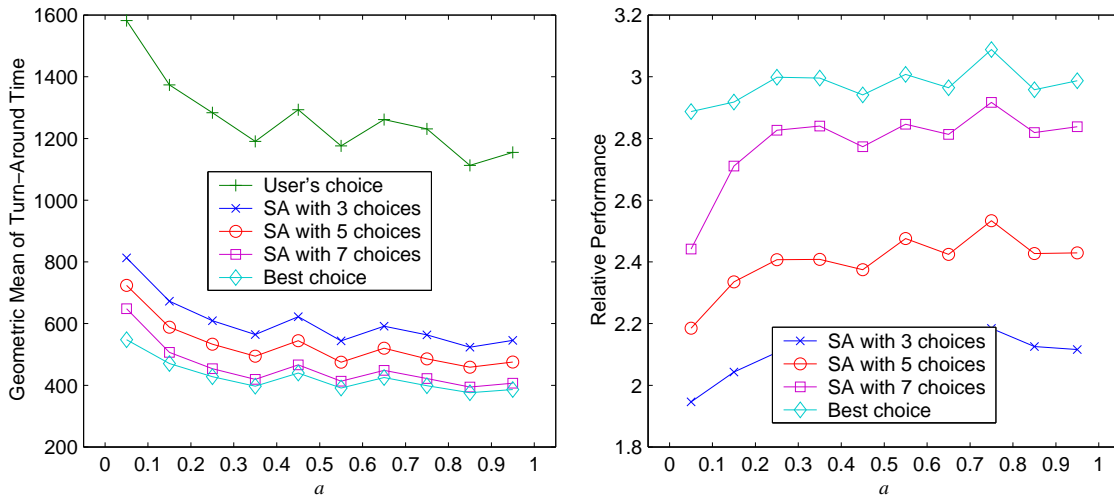 Geometric Mean of Turn−Around Time
1600
1400
1200
1000
800
600
400
200
User's choice
SA with 3 choices
SA with 5 choices
SA with 7 choices
Best choice
0 0.1 0.2 0.3 0.4 0.5 0.6 0.7 0.8 0.9 1
a
Relative Performance
3.2
3
2.8
2.6
2.4
2.2
2
1.8
SA with 3 choices
SA with 5 choices
SA with 7 choices
Best choice
0 0.1 0.2 0.3 0.4 0.5 0.6 0.7 0.8 0.9 1
a